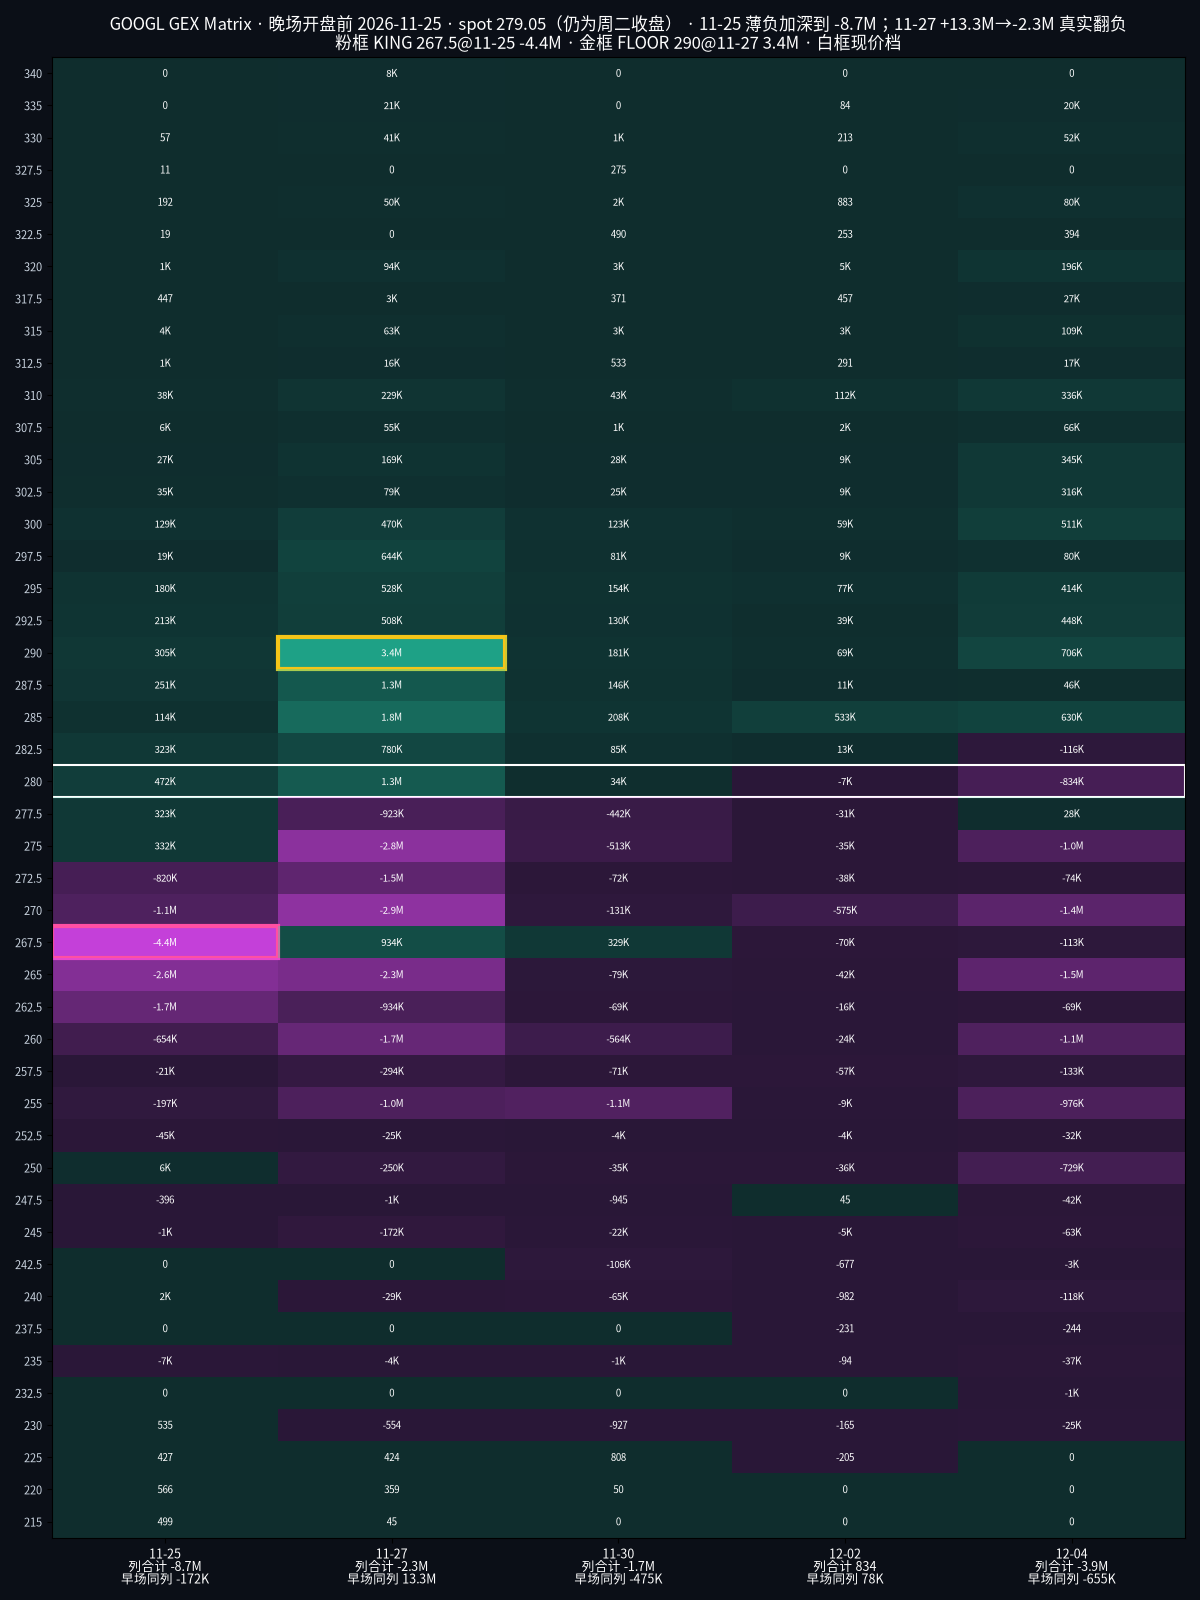 GOOGL GEX Matrix · 晚场开盘前 2026-11-25 · spot 279.05（仍为周二收盘） · 11-25 薄负加深到 -8.7M；11-27 +13.3M→-2.3M 真实翻负
粉框 KING 267.5@11-25 -4.4M · 金框 FLOOR 290@11-27 3.4M · 白框现价档
340 0 8K 0 0 0
335 0 21K 0 84 20K
330 57 41K 1K 213 52K
327.5 11 0 275 0 0
325 192 50K 2K 883 80K
322.5 19 0 490 253 394
320 1K 94K 3K 5K 196K
317.5 447 3K 371 457 27K
315 4K 63K 3K 3K 109K
312.5 1K 16K 533 291 17K
310 38K 229K 43K 112K 336K
307.5 6K 55K 1K 2K 66K
305 27K 169K 28K 9K 345K
302.5 35K 79K 25K 9K 316K
300 129K 470K 123K 59K 511K
297.5 19K 644K 81K 9K 80K
295 180K 528K 154K 77K 414K
292.5 213K 508K 130K 39K 448K
290 305K 3.4M 181K 69K 706K
287.5 251K 1.3M 146K 11K 46K
285 114K 1.8M 208K 533K 630K
282.5 323K 780K 85K 13K -116K
280 472K 1.3M 34K -7K -834K
277.5 323K -923K -442K -31K 28K
275 332K -2.8M -513K -35K -1.0M
272.5 -820K -1.5M -72K -38K -74K
270 -1.1M -2.9M -131K -575K -1.4M
267.5 -4.4M 934K 329K -70K -113K
265 -2.6M -2.3M -79K -42K -1.5M
262.5 -1.7M -934K -69K -16K -69K
260 -654K -1.7M -564K -24K -1.1M
257.5 -21K -294K -71K -57K -133K
255 -197K -1.0M -1.1M -9K -976K
252.5 -45K -25K -4K -4K -32K
250 6K -250K -35K -36K -729K
247.5 -396 -1K -945 45 -42K
245 -1K -172K -22K -5K -63K
242.5 0 0 -106K -677 -3K
240 2K -29K -65K -982 -118K
237.5 0 0 0 -231 -244
235 -7K -4K -1K -94 -37K
232.5 0 0 0 0 -1K
230 535 -554 -927 -165 -25K
225 427 424 808 -205 0
220 566 359 50 0 0
215 499 45 0 0 0
11-25 11-27 11-30 12-02 12-04
列合计 -8.7M 列合计 -2.3M 列合计 -1.7M 列合计 834 列合计 -3.9M
早场同列 -172K 早场同列 13.3M 早场同列 -475K 早场同列 78K 早场同列 -655K